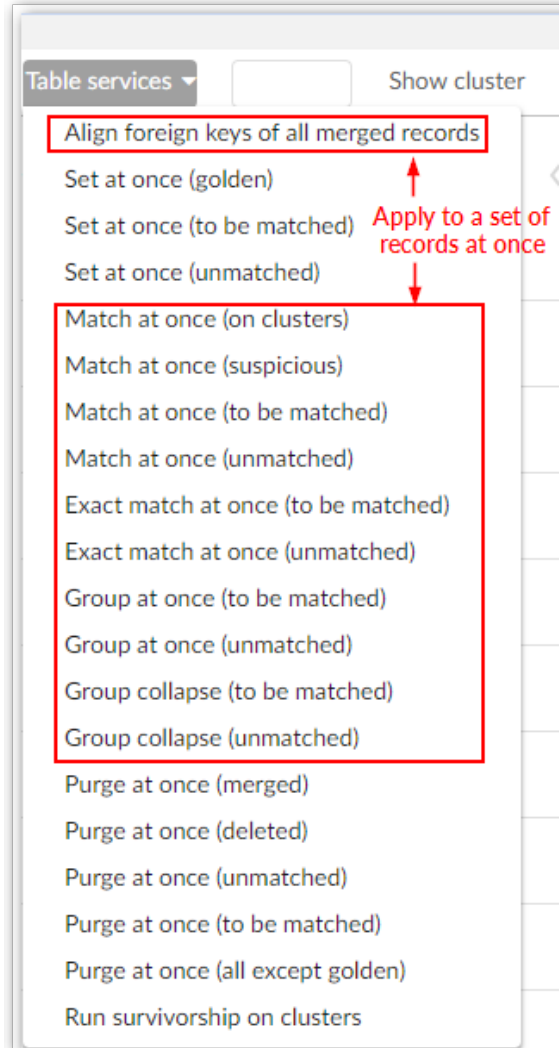 Table services
Show cluster
Align foreign keys of all merged records
Set at once (golden)
Set at once (to be matched)
Set at once (unmatched)
Apply to a set of
records at once
Match at once (on clusters)
Match at once (suspicious)
Match at once (to be matched)
Match at once (unmatched)
Exact match at once (to be matched)
Exact match at once (unmatched)
Group at once (to be matched)
Group at once (unmatched)
Group collapse (to be matched)
Group collapse (unmatched)
Purge at once (merged)
Purge at once (deleted)
Purge at once (unmatched)
Purge at once (to be matched)
Purge at once (all except golden)
Run survivorship on clusters